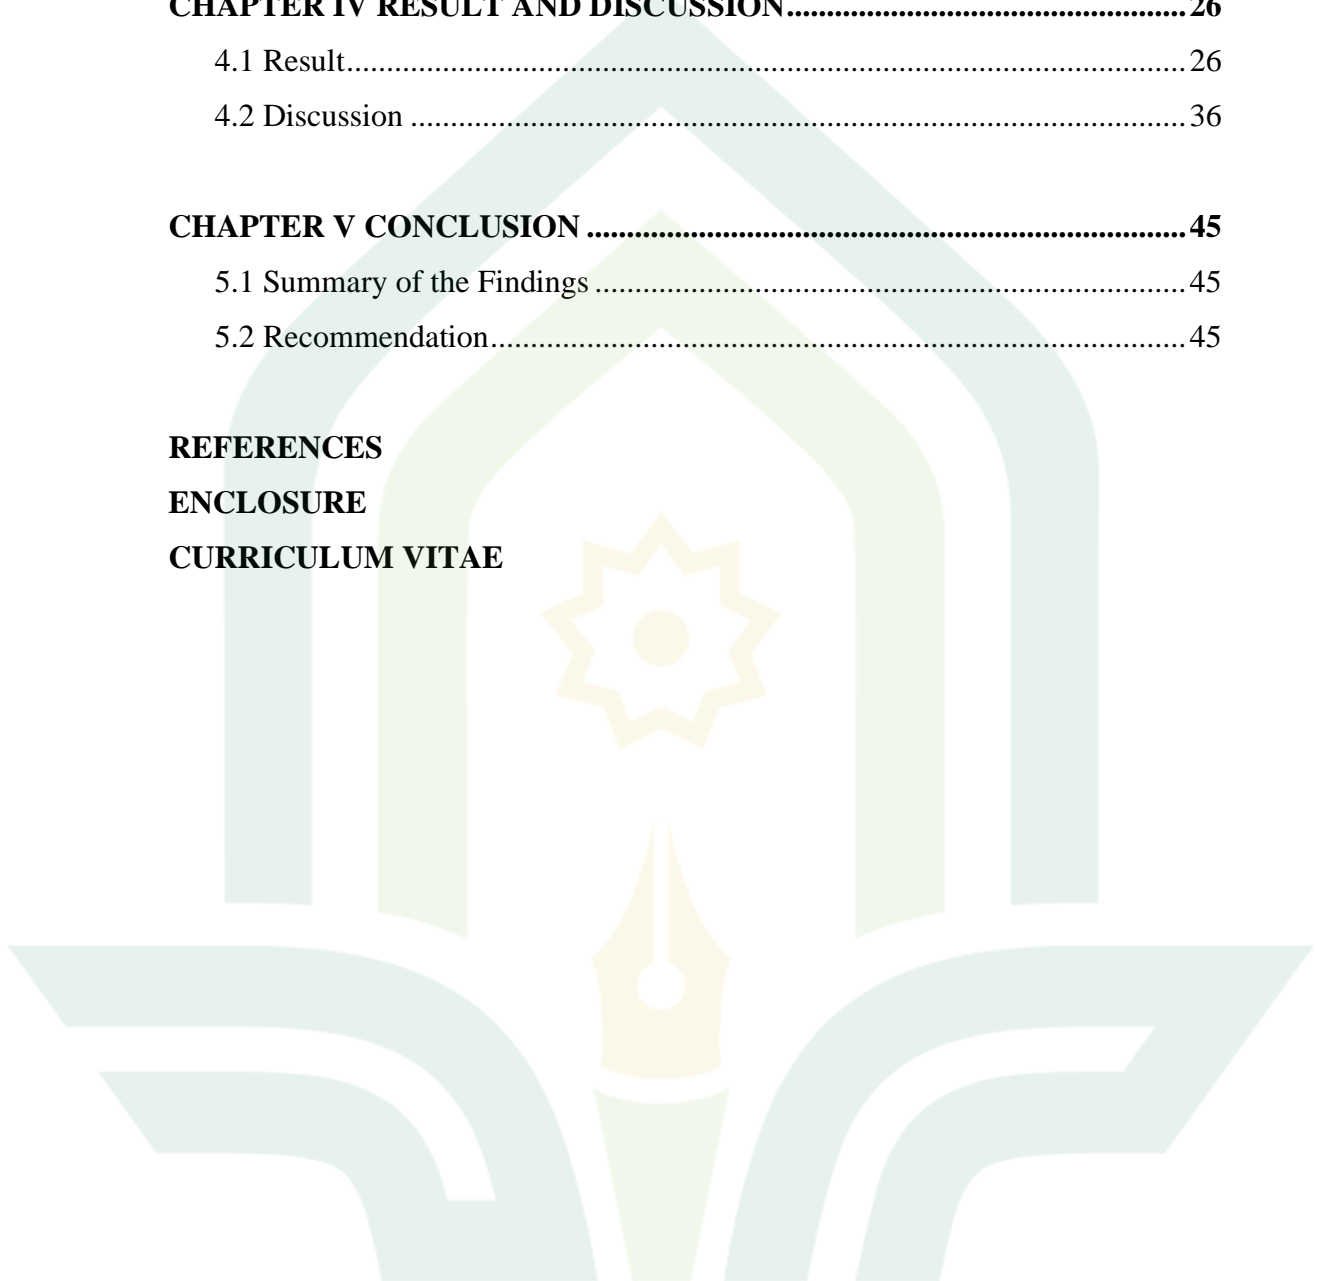 CHAPTER IV RESULT AND DISCUSSION..................................................26
4.1 Result..........................................................................................................26
4.2 Discussion ..................................................................................................36
CHAPTER V CONCLUSION ...........................................................................45
5.1 Summary of the Findings ...........................................................................45
5.2 Recommendation........................................................................................45
REFERENCES
ENCLOSURE
CURRICULUM VITAE